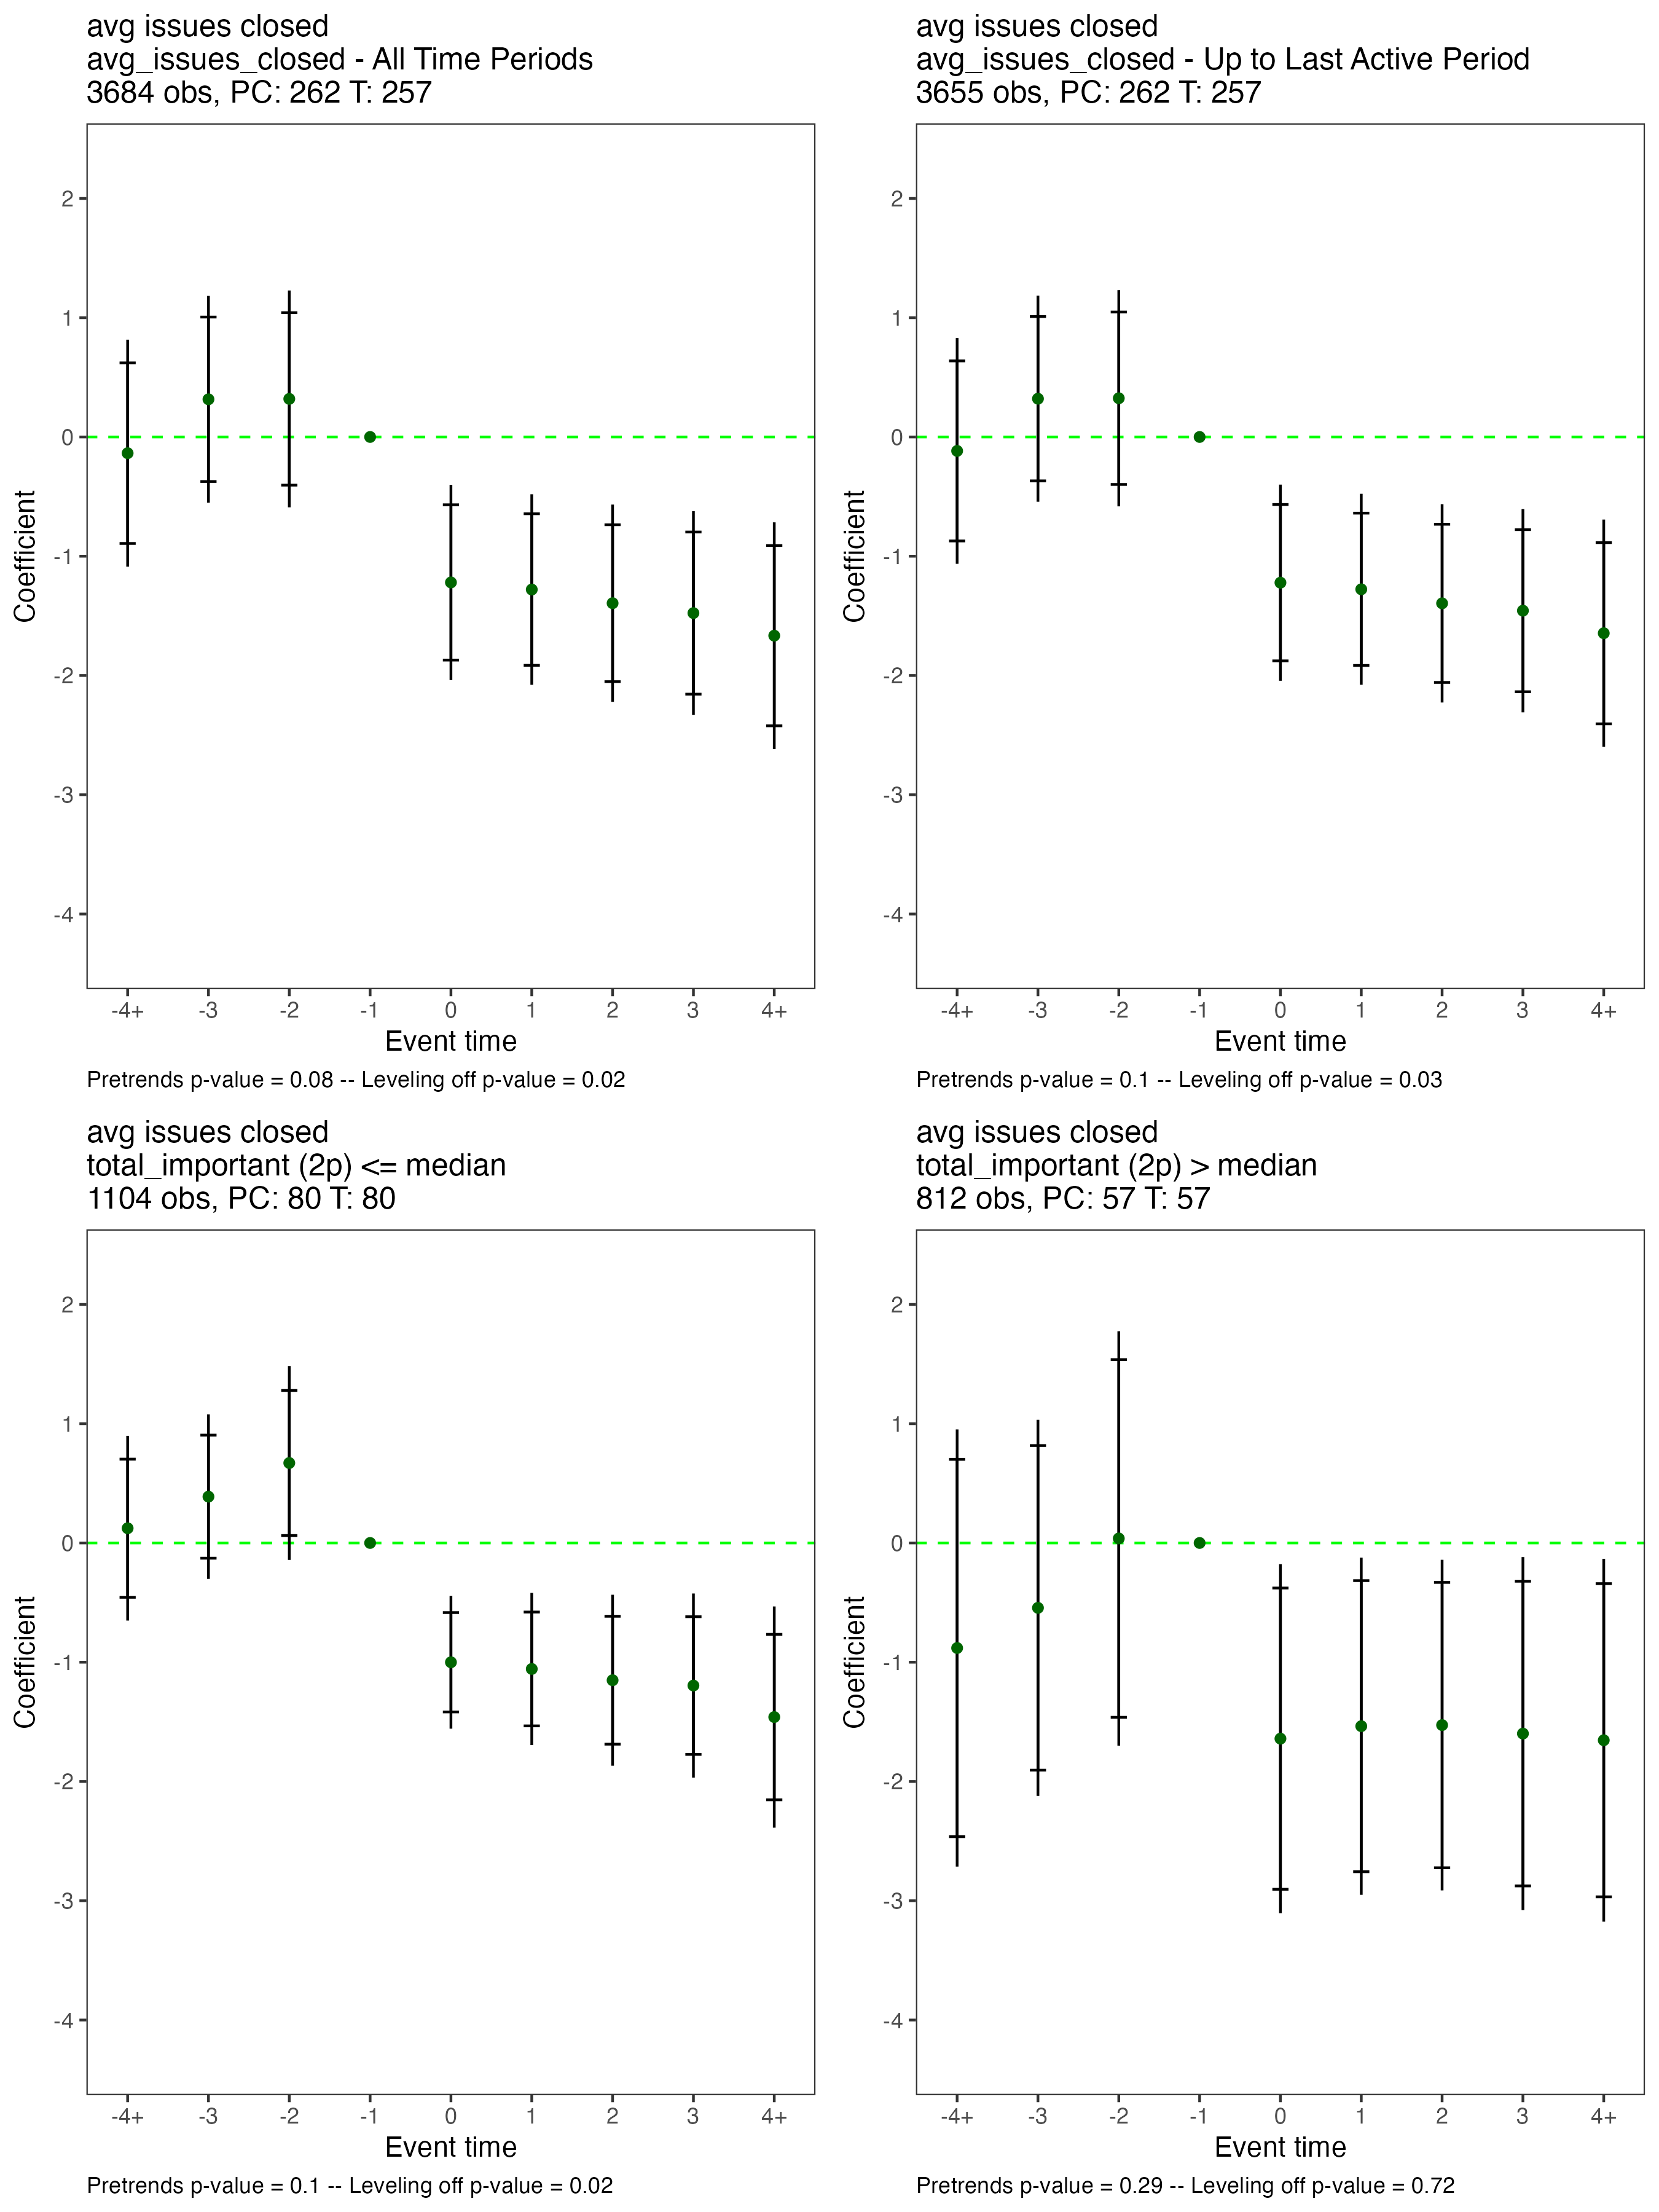 avg issues closed
avg_issues_closed - All Time Periods
3684 obs, PC: 262 T: 257
2
1
0
-1
-2
-3
-4
Coefficient
-4+ -3 -2 -1 0 1 2 3 4+
Event time
Pretrends p-value = 0.08 -- Leveling off p-value = 0.02
avg issues closed
avg_issues_closed - Up to Last Active Period
3655 obs, PC: 262 T: 257
2
1
0
-1
-2
-3
-4
Coefficient
-4+ -3 -2 -1 0 1 2 3 4+
Event time
Pretrends p-value = 0.1 -- Leveling off p-value = 0.03
avg issues closed
total_important (2p) <= median
1104 obs, PC: 80 T: 80
2
1
0
-1
-2
-3
-4
Coefficient
-4+ -3 -2 -1 0 1 2 3 4+
Event time
Pretrends p-value = 0.1 -- Leveling off p-value = 0.02
avg issues closed
total_important (2p) > median
812 obs, PC: 57 T: 57
2
1
0
-1
-2
-3
-4
Coefficient
-4+ -3 -2 -1 0 1 2 3 4+
Event time
Pretrends p-value = 0.29 -- Leveling off p-value = 0.72